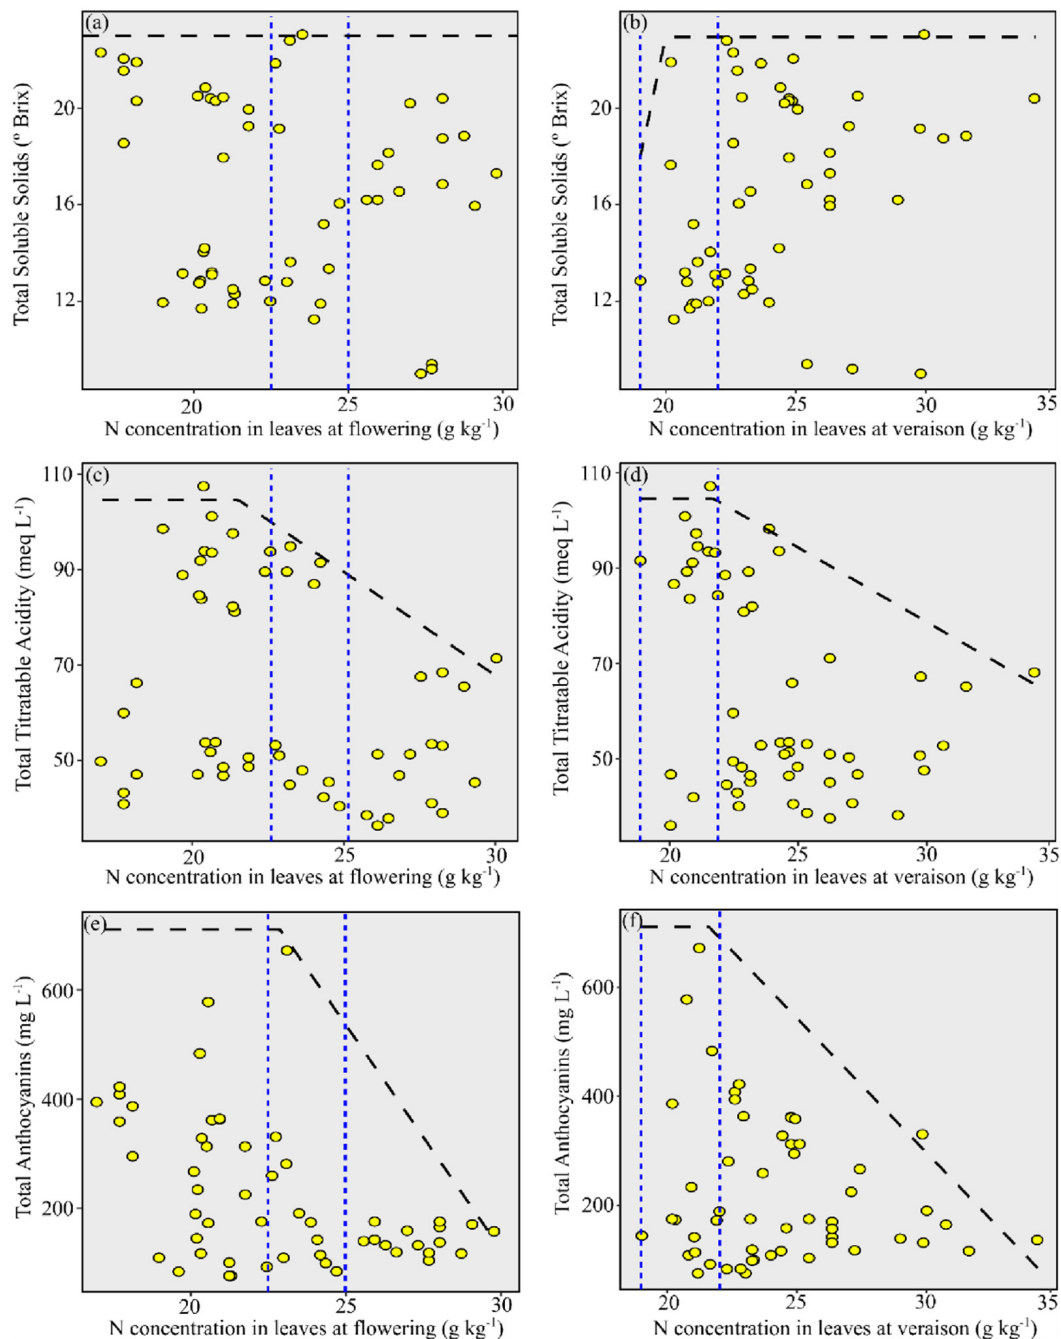 (a)
(b)
Total Soluble Solids (º Brix)
20
16
12
20
25
30
N concentration in leaves at flowering (g kg-1)
Total Soluble Solids (º Brix)
20
16
12
20
25
30
35
N concentration in leaves at veraison (g kg-1)
(c)
(d)
Total Titratable Acidity (meq L-1)
110
90
70
50
20
25
30
N concentration in leaves at flowering (g kg-1)
Total Titratable Acidity (meq L-1)
110
90
70
50
20
25
30
35
N concentration in leaves at veraison (g kg-1)
(e)
(f)
Total Anthocyanins (mg L-1)
600
400
200
20
25
30
N concentration in leaves at flowering (g kg-1)
Total Anthocyanins (mg L-1)
600
400
200
20
25
30
35
N concentration in leaves at veraison (g kg-1)